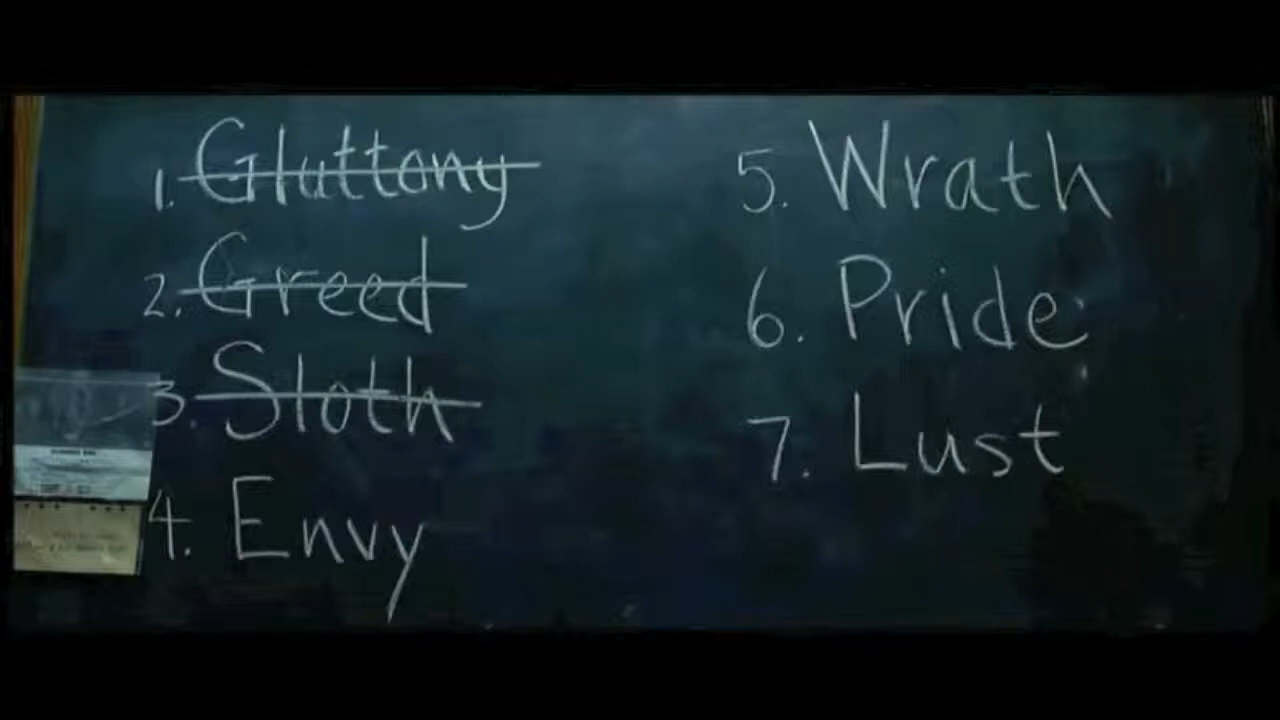 1. Gluttony
2. Greed
3. Sloth
4. Envy
5. Wrath
6. Pride
7. Lust